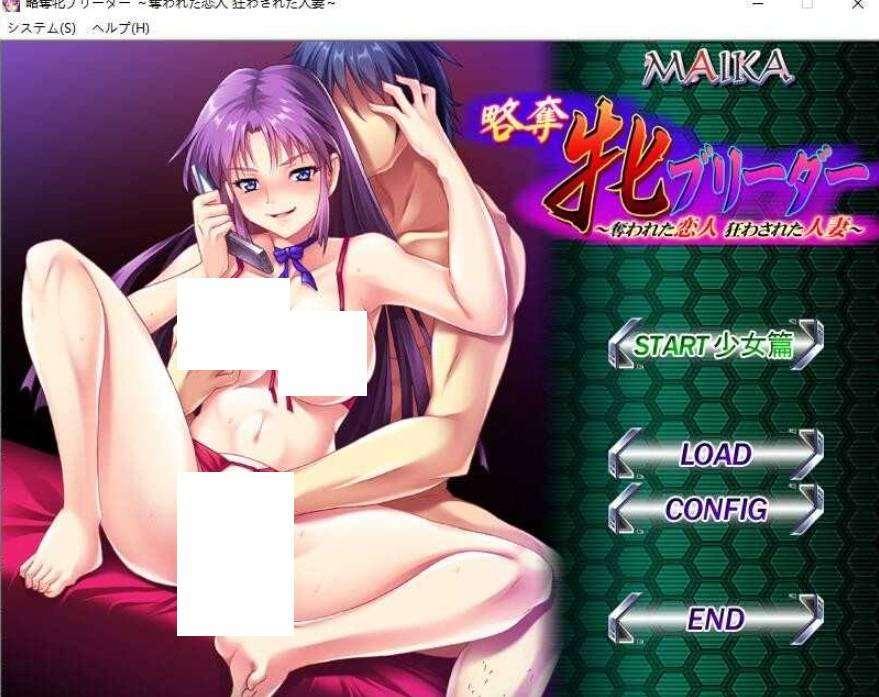 略奪牝ブリーダー ～奪われた恋人 狂わされた人妻～
システム(S) ヘルプ(H)
MAIKA
略奪
牝ブリーダー
～奪われた恋人 狂わされた人妻～
START 少女篇
LOAD
CONFIG
END